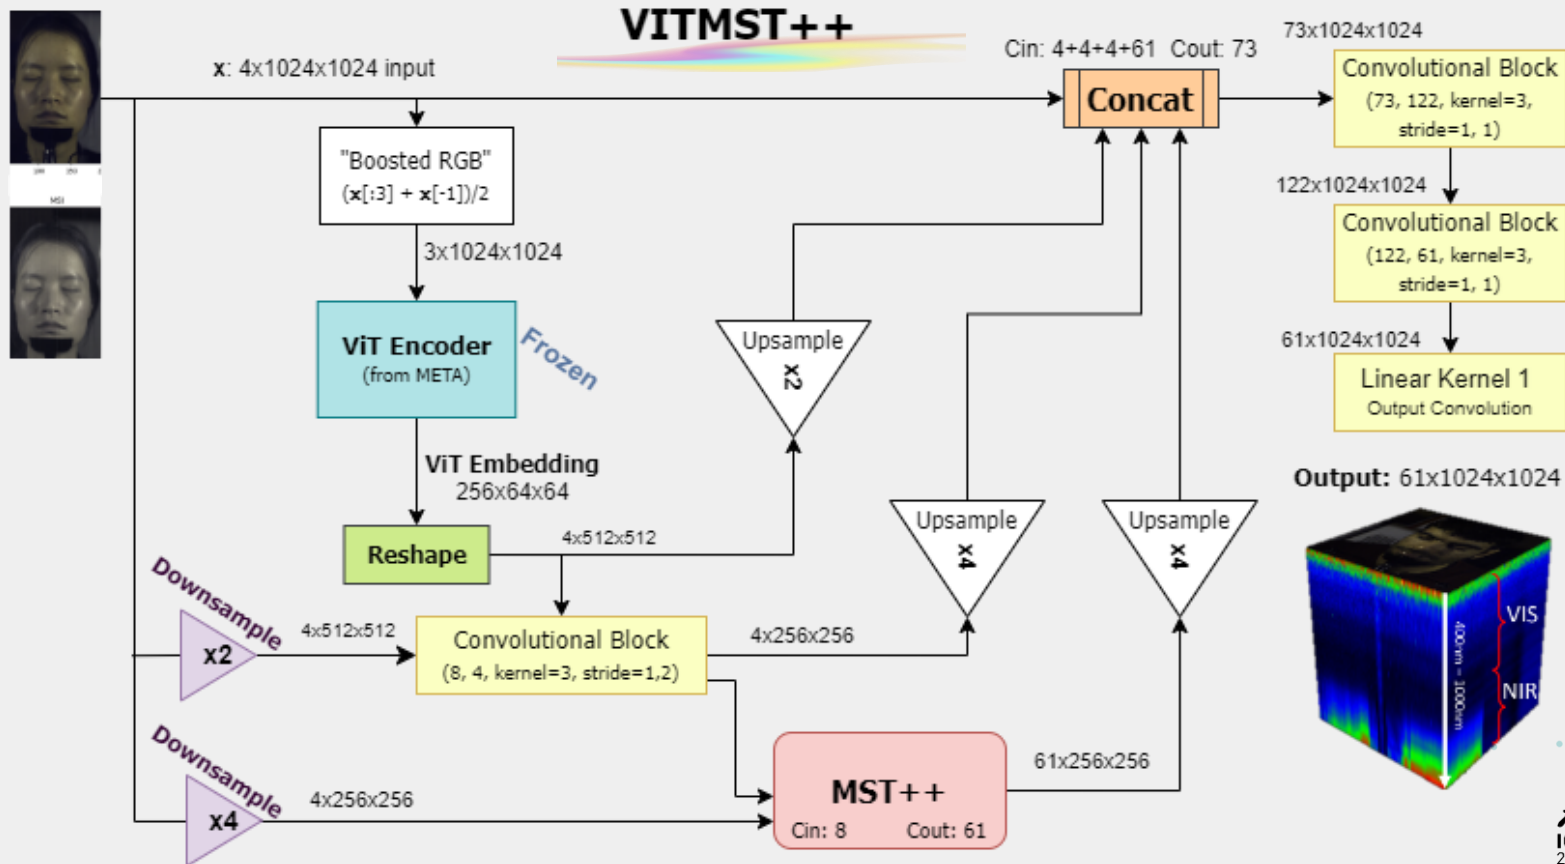 VITMST++
x: 4x1024x1024 input
Cin: 4+4+4+61 Cout: 73
73x1024x1024
Concat
Convolutional Block
(73, 122, kernel=3,
stride=1, 1)
"Boosted RGB"
(x[:3] + x[-1])/2
100 150
MSI
122x1024x1024
Convolutional Block
(122, 61, kernel=3,
stride=1, 1)
3x1024x1024
ViT Encoder
(from META)
Frozen
Upsample
x2
61x1024x1024
Linear Kernel 1
Output Convolution
ViT Embedding
256x64x64
Output: 61x1024x1024
Reshape
4x512x512
Upsample
x4
Upsample
x4
Downsample
x2
4x512x512
Convolutional Block
(8, 4, kernel=3, stride=1,2)
4x256x256
VIS
400nm – 1000nm
NIR
Downsample
x4
4x256x256
MST++
Cin: 8 Cout: 61
61x256x256